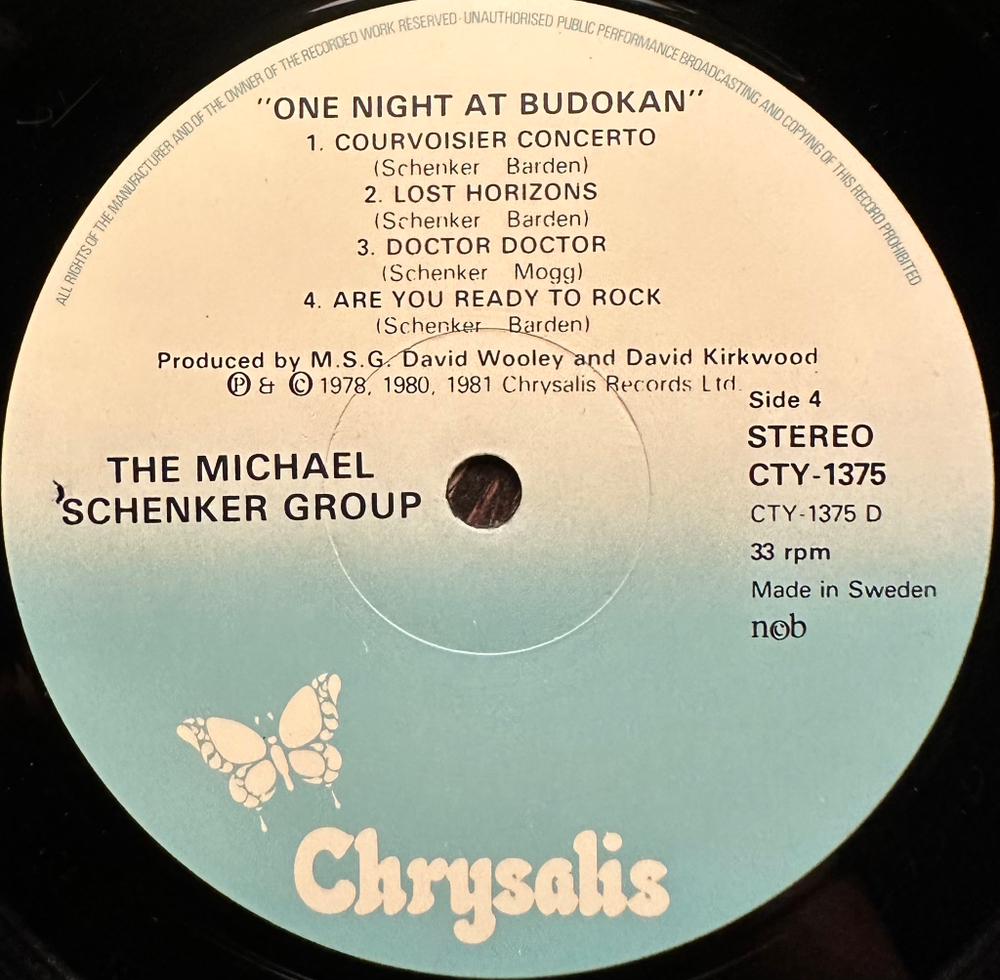 ALL RIGHTS OF THE MANUFACTURER AND OF THE OWNER OF THE RECORDED WORK RESERVED · UNAUTHORISED PUBLIC PERFORMANCE BROADCASTING AND COPYING OF THIS RECORD PROHIBITED
"ONE NIGHT AT BUDOKAN"
1. COURVOISIER CONCERTO
(Schenker Barden)
2. LOST HORIZONS
(Schenker Barden)
3. DOCTOR DOCTOR
(Schenker Mogg)
4. ARE YOU READY TO ROCK
(Schenker Barden)
Produced by M.S.G. David Wooley and David Kirkwood
Ⓟ & © 1978, 1980, 1981 Chrysalis Records Ltd.
THE MICHAEL
SCHENKER GROUP
Side 4
STEREO
CTY-1375
CTY-1375 D
33 rpm
Made in Sweden
n©b
Chrysalis